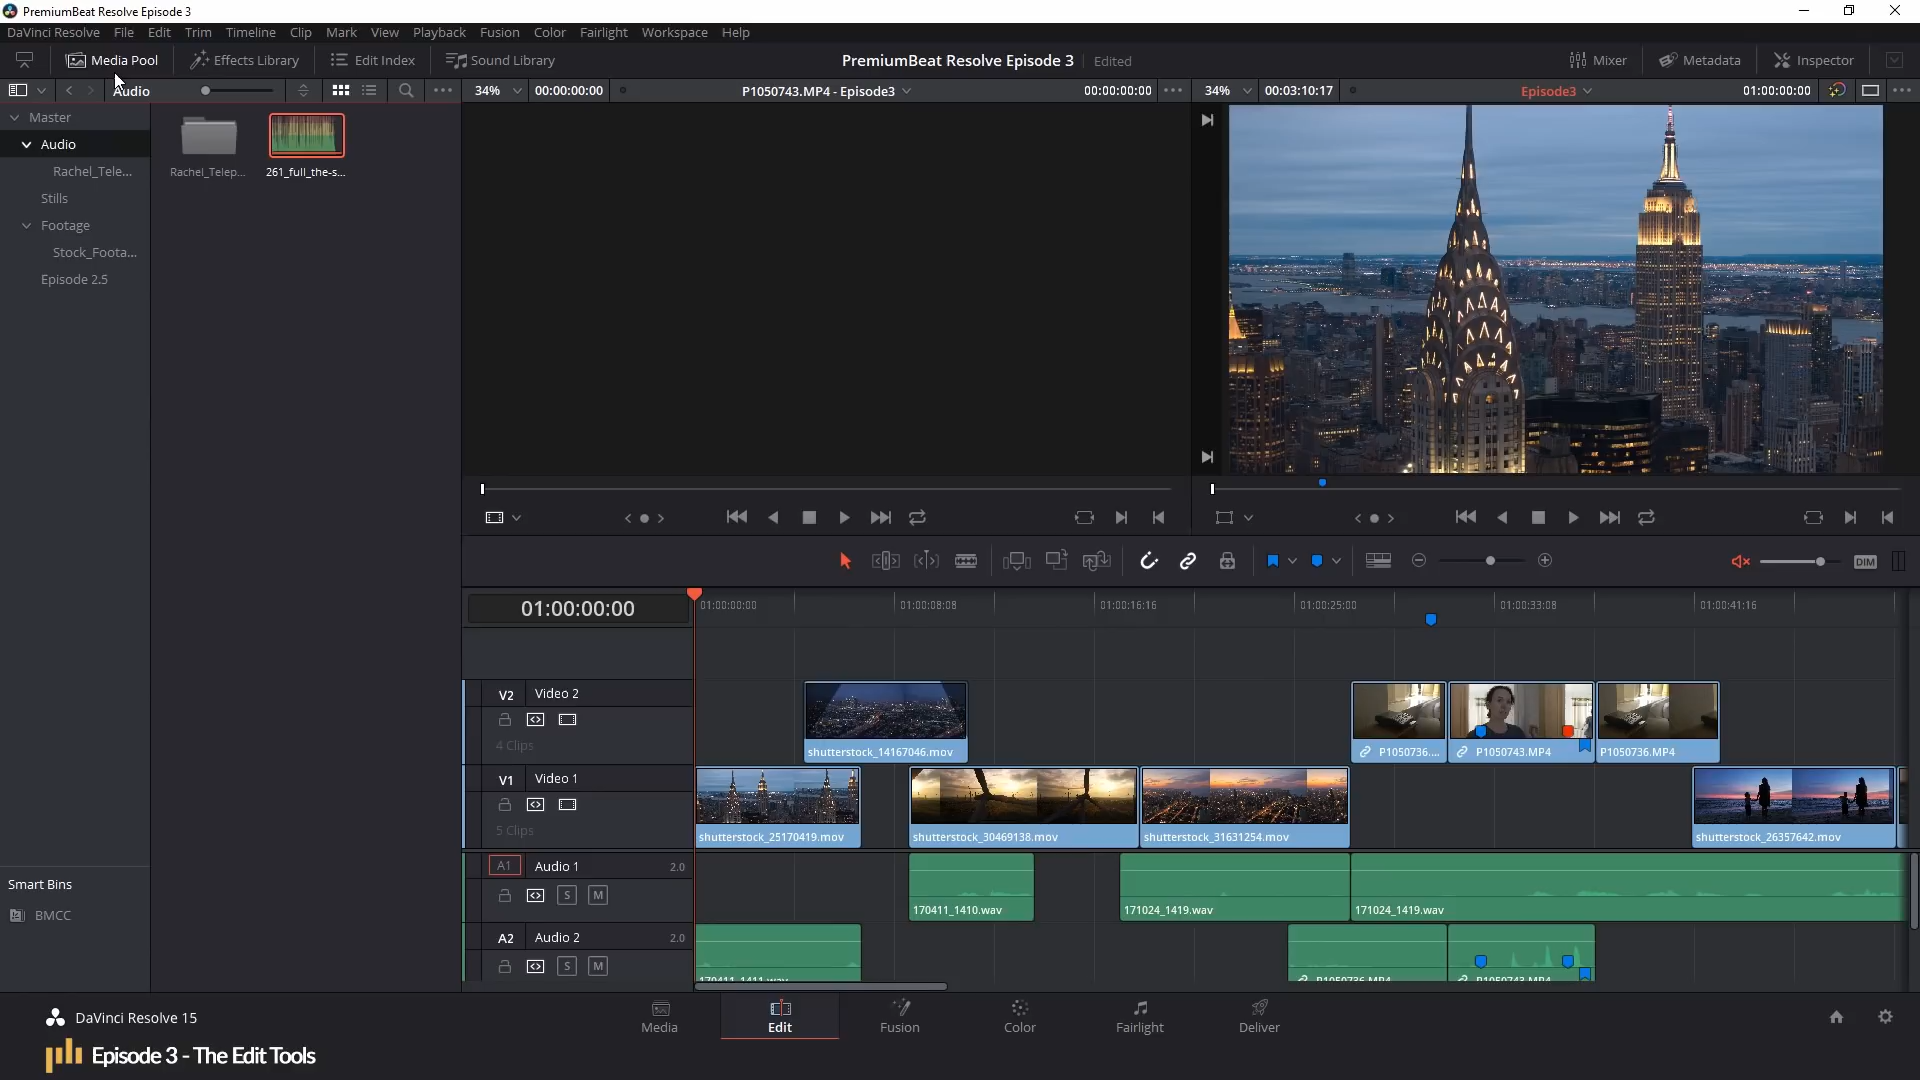 PremiumBeat Resolve Episode 3
DaVinci Resolve File Edit Trim Timeline Clip Mark View Playback Fusion Color Fairlight Workspace Help
Media Pool Effects Library Edit Index Sound Library PremiumBeat Resolve Episode 3 Edited Mixer Metadata Inspector
Audio 34% 00:00:00:00 P1050743.MP4 - Episode3 00:00:00:00 34% 00:03:10:17 Episode3 01:00:00:00
Master
Audio
Rachel_Tele...
Stills
Footage
Stock_Foota...
Episode 2.5
Rachel_Telep... 261_full_the-s...
DIM
01:00:00:00 01:00:00:00 01:00:08:08 01:00:16:16 01:00:25:00 01:00:33:08 01:00:41:16
V2 Video 2
4 Clips
shutterstock_14167046.mov P1050736.... P1050743.MP4 P1050736.MP4
V1 Video 1
5 Clips
shutterstock_25170419.mov shutterstock_30469138.mov shutterstock_31631254.mov shutterstock_26357642.mov
A1 Audio 1 2.0
S M
170411_1410.wav 171024_1419.wav 171024_1419.wav
A2 Audio 2 2.0
S M
170411_1411.wav P1050736.MP4 P1050743.MP4
Smart Bins
BMCC
Media Edit Fusion Color Fairlight Deliver
DaVinci Resolve 15
Episode 3 - The Edit Tools